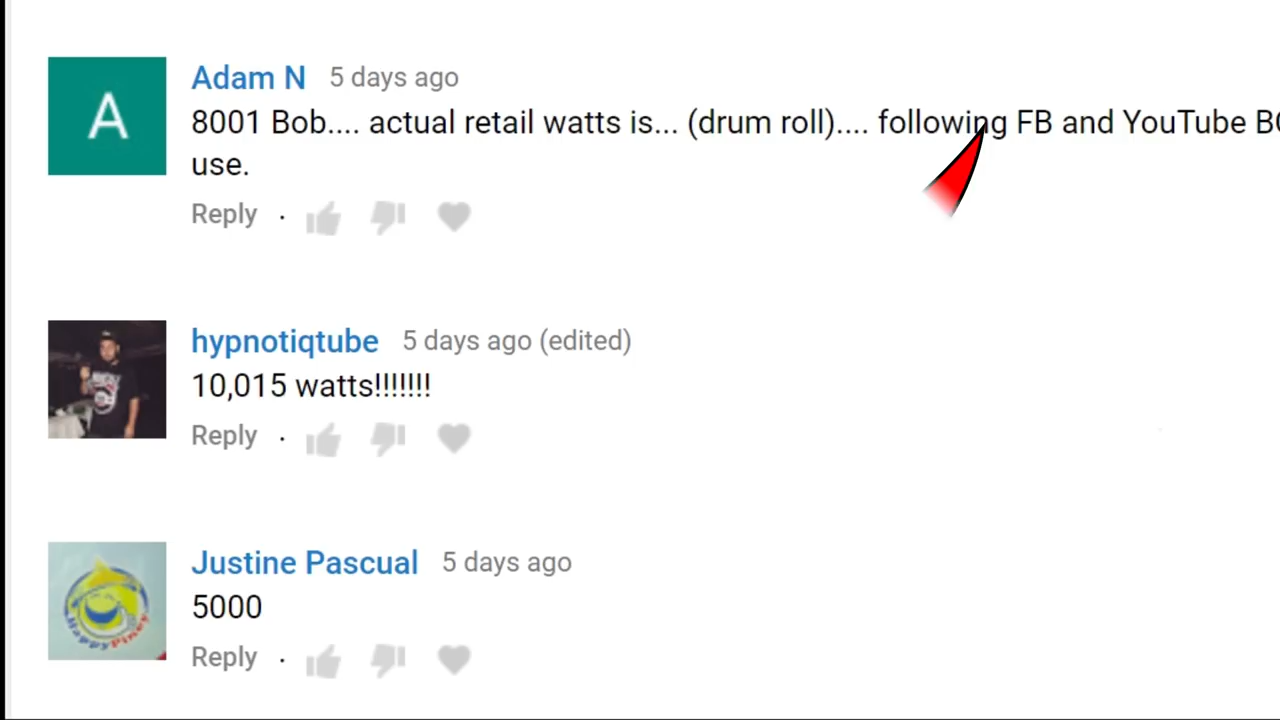 A
Adam N 5 days ago
8001 Bob.... actual retail watts is... (drum roll).... following FB and YouTube
use.
Reply .
hypnotiqtube 5 days ago (edited)
10,015 watts!!!!!!!
Reply .
Justine Pascual 5 days ago
5000
HappyPinoy
Reply .